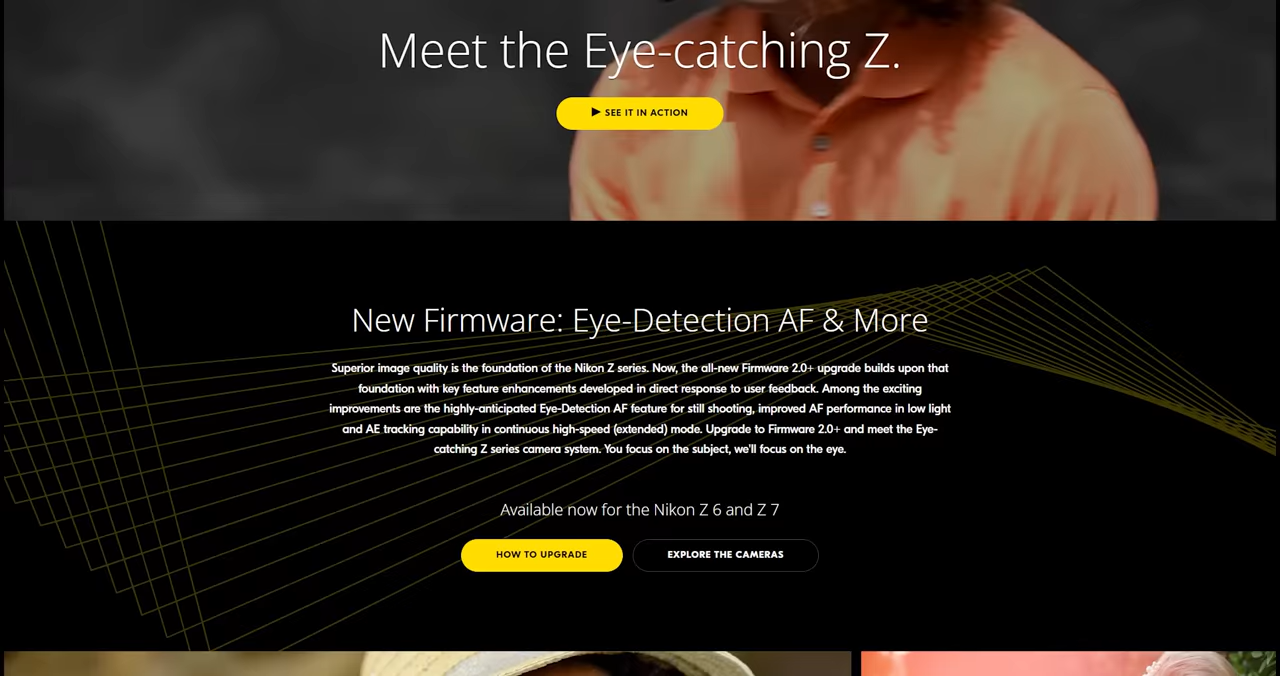 Meet the Eye-catching Z.
▶ SEE IT IN ACTION
New Firmware: Eye-Detection AF & More
Superior image quality is the foundation of the Nikon Z series. Now, the all-new Firmware 2.0+ upgrade builds upon that
foundation with key feature enhancements developed in direct response to user feedback. Among the exciting
improvements are the highly-anticipated Eye-Detection AF feature for still shooting, improved AF performance in low light
and AE tracking capability in continuous high-speed (extended) mode. Upgrade to Firmware 2.0+ and meet the Eye-
catching Z series camera system. You focus on the subject, we'll focus on the eye.
Available now for the Nikon Z 6 and Z 7
HOW TO UPGRADE
EXPLORE THE CAMERAS